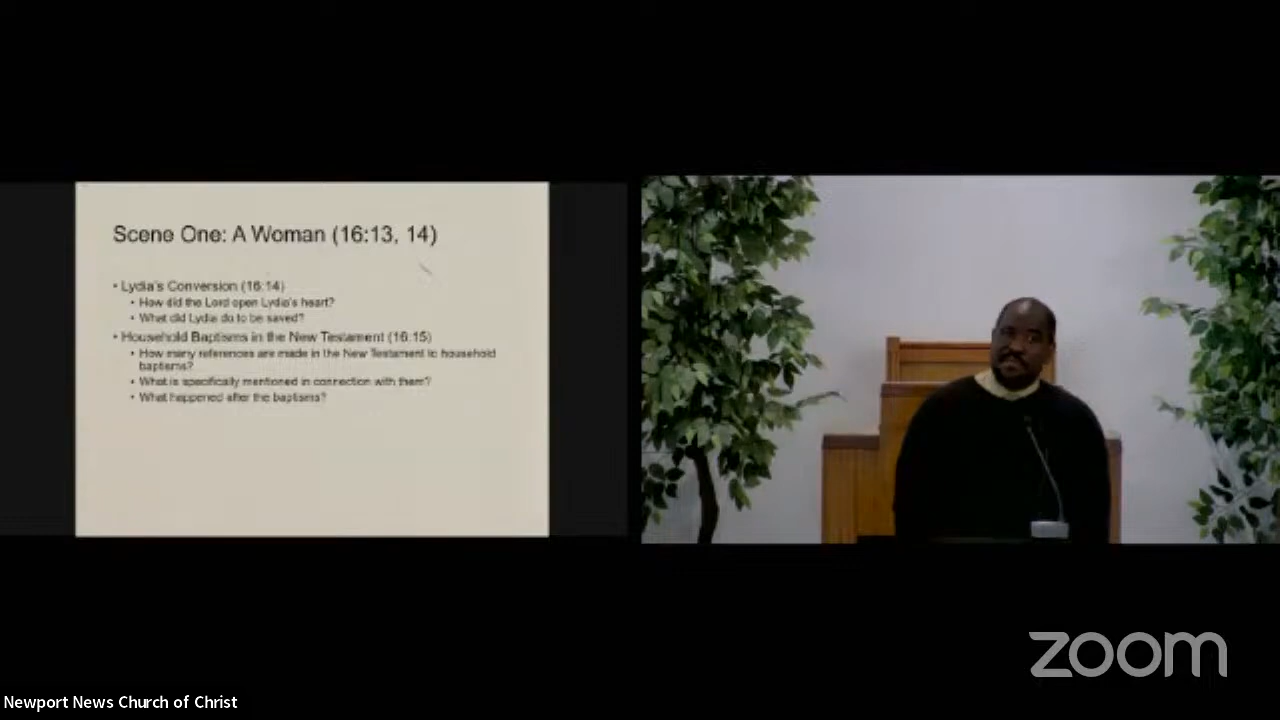 Scene One: A Woman (16:13, 14)
• Lydia's Conversion (16:14)
• How did the Lord open Lydia's heart?
• What did Lydia do to be saved?
• Household Baptisms in the New Testament (16:15)
• How many references are made in the New Testament to household
baptisms?
• What is specifically mentioned in connection with them?
• What happened after the baptisms?
zoom
Newport News Church of Christ